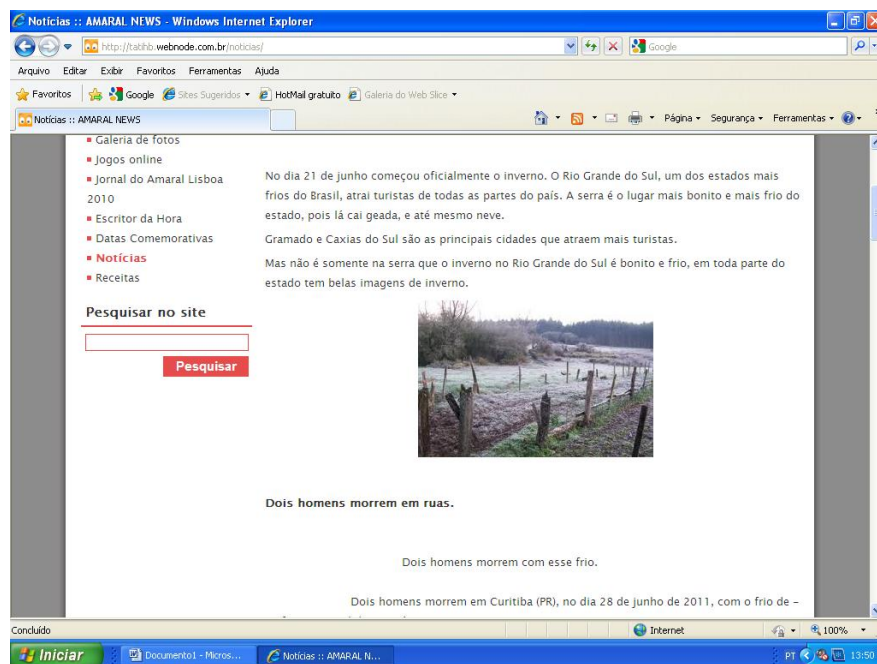 Notícias :: AMARAL NEWS - Windows Internet Explorer
http://tatihb.webnode.com.br/noticias/
Google
Arquivo Editar Exibir Favoritos Ferramentas Ajuda
Favoritos Google Sites Sugeridos HotMail gratuito Galeria do Web Slice
Notícias :: AMARAL NEWS
Página Segurança Ferramentas
Galeria de fotos
Jogos online
Jornal do Amaral Lisboa
2010
Escritor da Hora
Datas Comemorativas
Notícias
Receitas
Pesquisar no site
Pesquisar
No dia 21 de junho começou oficialmente o inverno. O Rio Grande do Sul, um dos estados mais
frios do Brasil, atrai turistas de todas as partes do país. A serra é o lugar mais bonito e mais frio do
estado, pois lá cai geada, e até mesmo neve.
Gramado e Caxias do Sul são as principais cidades que atraem mais turistas.
Mas não é somente na serra que o inverno no Rio Grande do Sul é bonito e frio, em toda parte do
estado tem belas imagens de inverno.
Dois homens morrem em ruas.
Dois homens morrem com esse frio.
Dois homens morrem em Curitiba (PR), no dia 28 de junho de 2011, com o frio de –
Concluído
Internet
100%
Iniciar
Documento1 - Micros...
Notícias :: AMARAL N...
PT
13:50